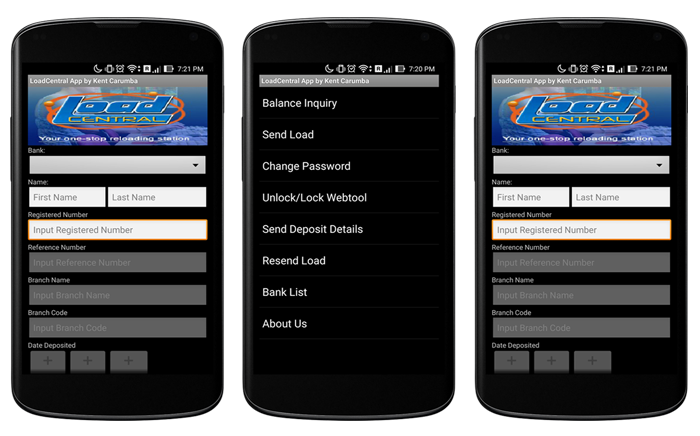 7:21 PM
LoadCentral App by Kent Carumba
Load
CENTRAL
Your one-stop reloading station
Bank:
Name:
First Name Last Name
Registered Number
Input Registered Number
Reference Number
Input Reference Number
Branch Name
Input Branch Name
Branch Code
Input Branch Code
Date Deposited
+ + +
7:20 PM
LoadCentral App by Kent Carumba
Balance Inquiry
Send Load
Change Password
Unlock/Lock Webtool
Send Deposit Details
Resend Load
Bank List
About Us
7:21 PM
LoadCentral App by Kent Carumba
Load
CENTRAL
Your one-stop reloading station
Bank:
Name:
First Name Last Name
Registered Number
Input Registered Number
Reference Number
Input Reference Number
Branch Name
Input Branch Name
Branch Code
Input Branch Code
Date Deposited
+ + +